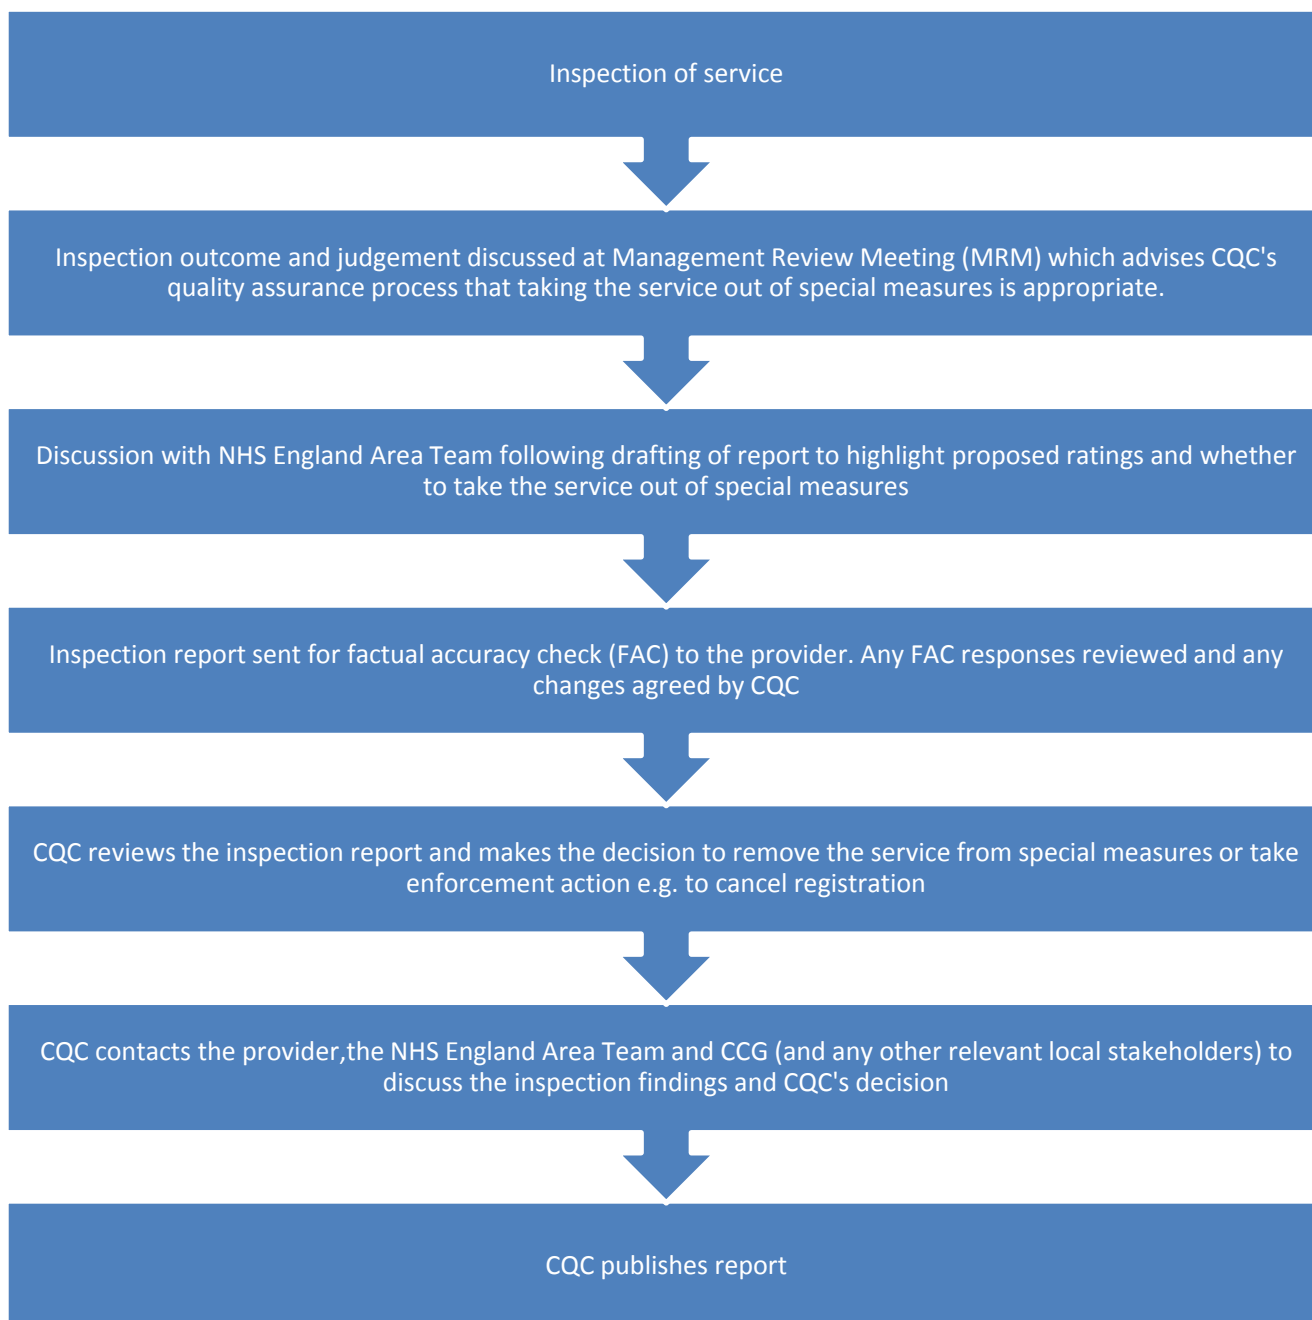 Inspection of service
Inspection outcome and judgement discussed at Management Review Meeting (MRM) which advises CQC's
quality assurance process that taking the service out of special measures is appropriate.
Discussion with NHS England Area Team following drafting of report to highlight proposed ratings and whether
to take the service out of special measures
Inspection report sent for factual accuracy check (FAC) to the provider. Any FAC responses reviewed and any
changes agreed by CQC
CQC reviews the inspection report and makes the decision to remove the service from special measures or take
enforcement action e.g. to cancel registration
CQC contacts the provider,the NHS England Area Team and CCG (and any other relevant local stakeholders) to
discuss the inspection findings and CQC's decision
CQC publishes report